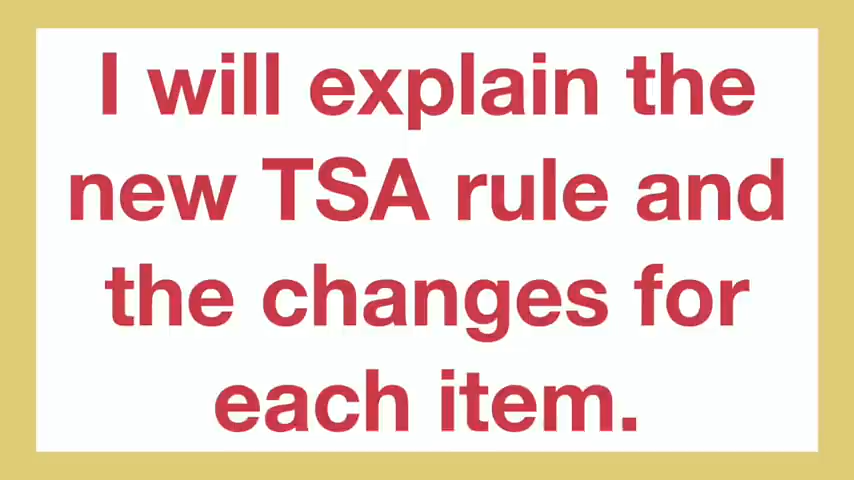 I will explain the
new TSA rule and
the changes for
each item.